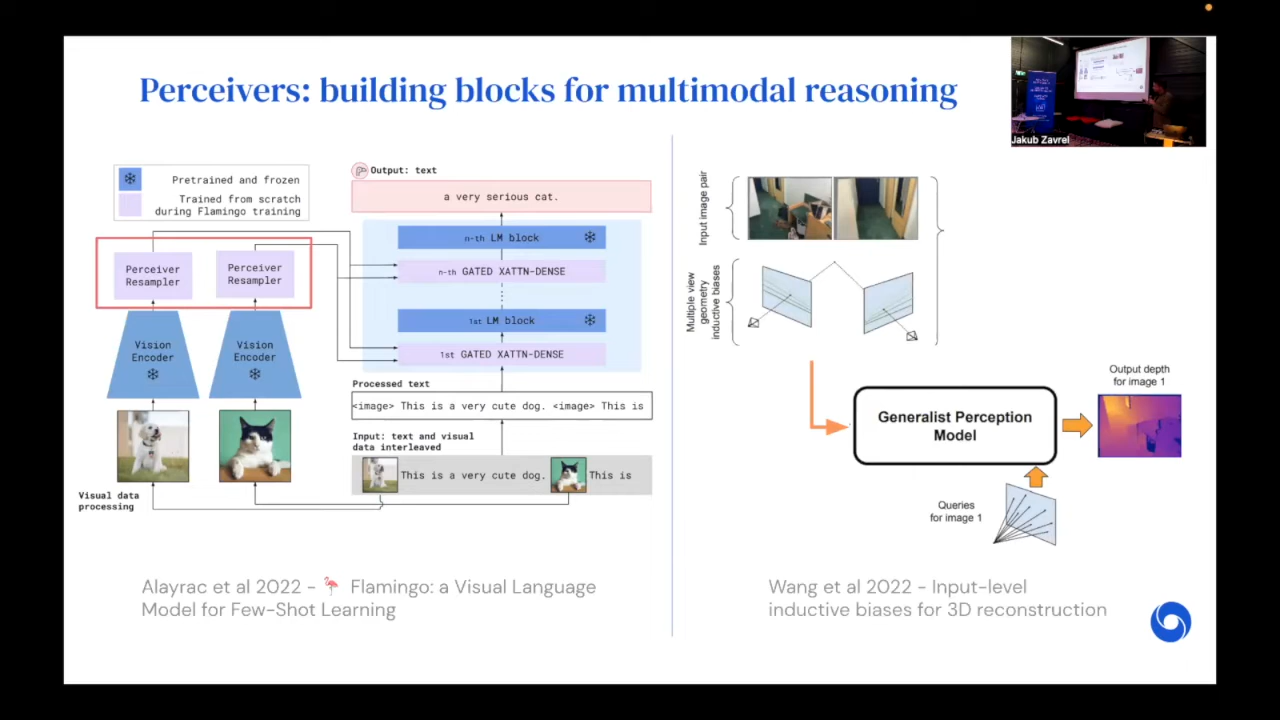 Perceivers: building blocks for multimodal reasoning
Jakub Zavrel
Pretrained and frozen
Trained from scratch
during Flamingo training
Output: text
a very serious cat.
n-th LM block
n-th GATED XATTN-DENSE
1st LM block
1st GATED XATTN-DENSE
Perceiver
Resampler
Perceiver
Resampler
Vision
Encoder
Vision
Encoder
Processed text
<image> This is a very cute dog. <image> This is
Input: text and visual
data interleaved
This is a very cute dog.
This is
Visual data
processing
Alayrac et al 2022 - 🦩 Flamingo: a Visual Language
Model for Few-Shot Learning
Input image pair
Multiple view
geometry
inductive biases
Generalist Perception
Model
Output depth
for image 1
Queries
for image 1
Wang et al 2022 - Input-level
inductive biases for 3D reconstruction